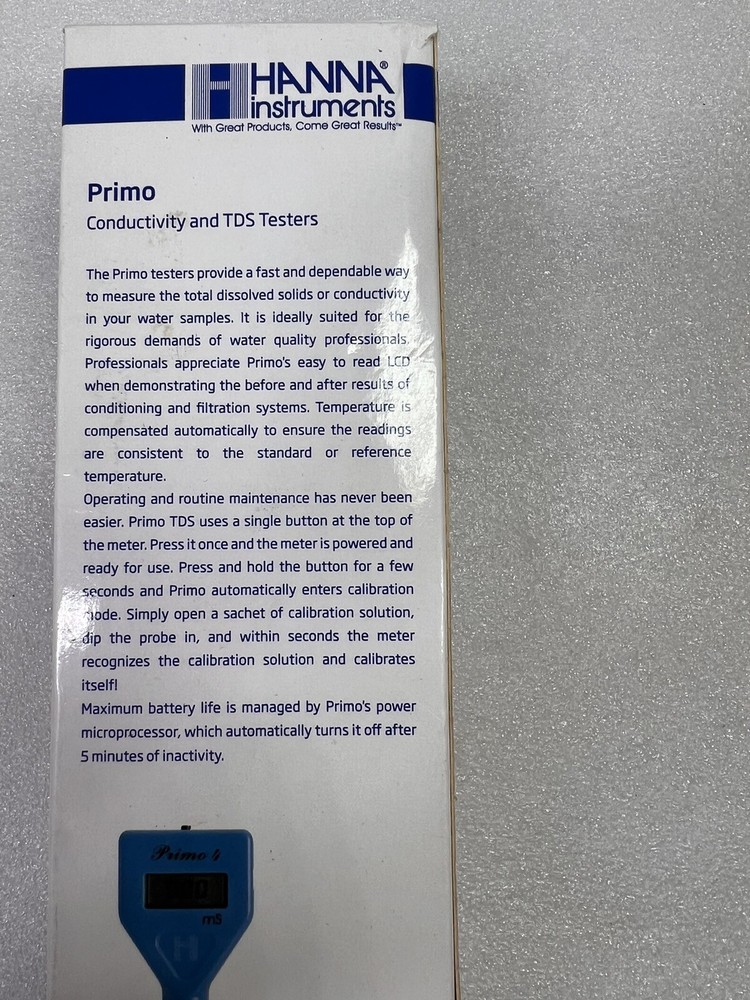 HANNA®
instruments
With Great Products, Come Great Results™
Primo
Conductivity and TDS Testers
The Primo testers provide a fast and dependable way
to measure the total dissolved solids or conductivity
in your water samples. It is ideally suited for the
rigorous demands of water quality professionals.
Professionals appreciate Primo's easy to read LCD
when demonstrating the before and after results of
conditioning and filtration systems. Temperature is
compensated automatically to ensure the readings
are consistent to the standard or reference
temperature.
Operating and routine maintenance has never been
easier. Primo TDS uses a single button at the top of
the meter. Press it once and the meter is powered and
ready for use. Press and hold the button for a few
seconds and Primo automatically enters calibration
mode. Simply open a sachet of calibration solution,
dip the probe in, and within seconds the meter
recognizes the calibration solution and calibrates
itself!
Maximum battery life is managed by Primo's power
microprocessor, which automatically turns it off after
5 minutes of inactivity.
Primo 4
mS
H